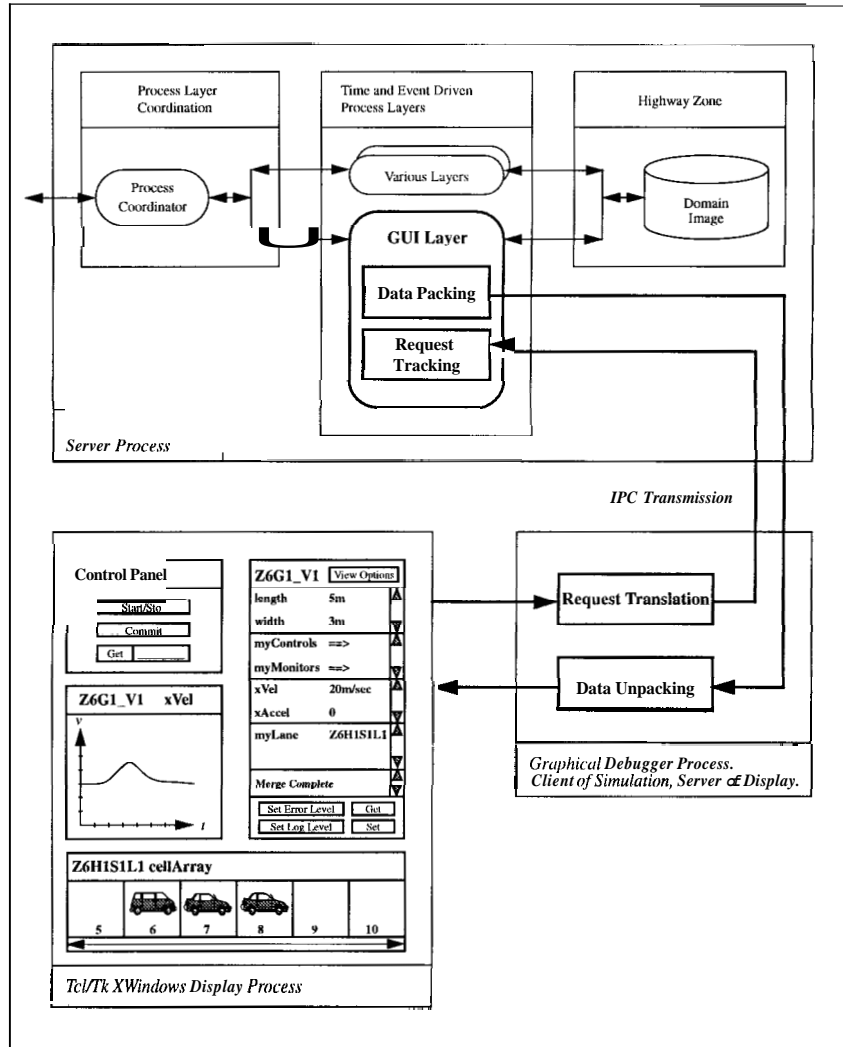 Process Layer
Coordination
Time and Event Driven
Process Layers
Highway Zone
Process
Coordinator
Various Layers
Domain
Image
GUI Layer
Data Packing
Request
Tracking
Server Process
IPC Transmission
Control Panel
Start/Sto
Commit
Get
Z6G1_V1 View Options
length 5m
width 3m
myControls ==>
myMonitors ==>
xVel 20m/sec
xAccel 0
myLane Z6H1S1L1
Merge Complete
Set Error Level Get
Set Log Level Set
Z6G1_V1 xVel
v
t
Z6H1S1L1 cellArray
5 6 7 8 9 10
Tcl/Tk XWindows Display Process
Request Translation
Data Unpacking
Graphical Debugger Process.
Client of Simulation, Server of Display.